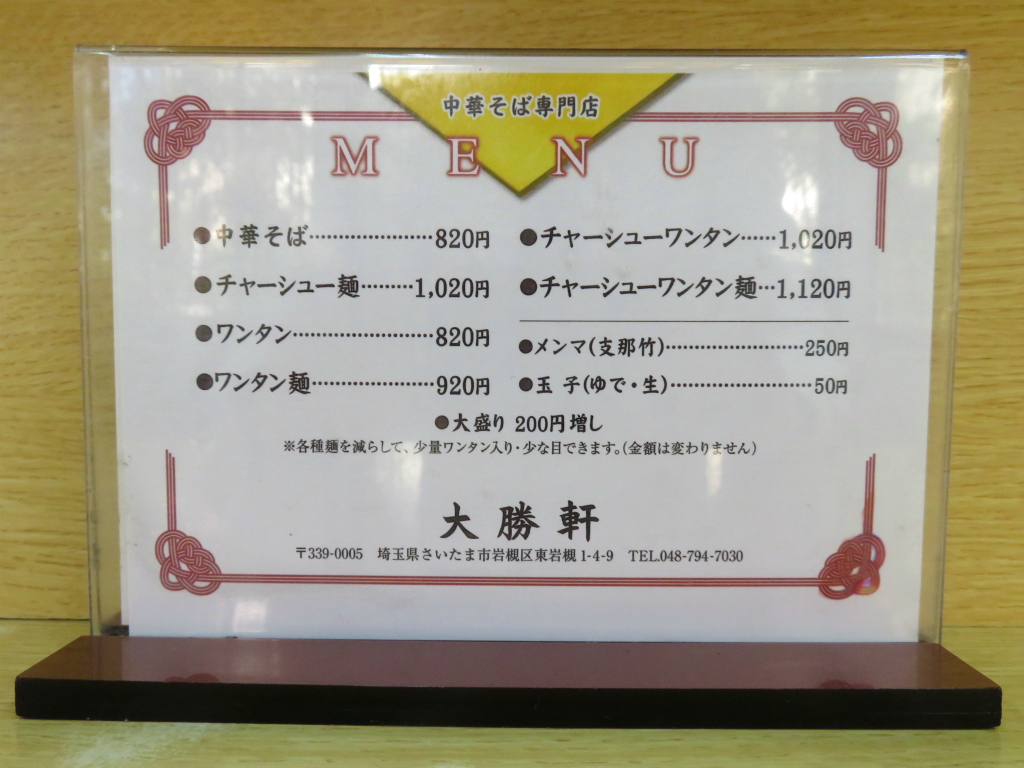 中華そば専門店
MENU
●中華そば…………………820円
●チャーシュー麺………1,020円
●ワンタン……………………820円
●ワンタン麺…………………920円
●チャーシューワンタン……1,020円
●チャーシューワンタン麺…1,120円
●メンマ(支那竹)……………………250円
●玉 子(ゆで・生)……………………50円
●大盛り 200円増し
※各種麺を減らして、少量ワンタン入り・少な目できます。(金額は変わりません)
大勝軒
〒339-0005 埼玉県さいたま市岩槻区東岩槻1-4-9 TEL.048-794-7030